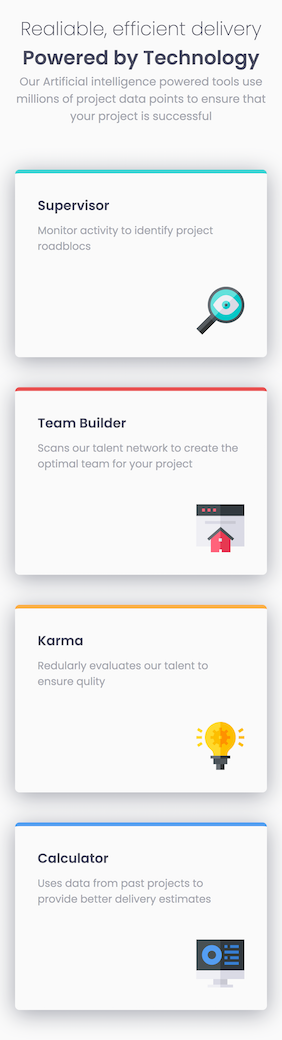 Realiable, efficient delivery
Powered by Technology
Our Artificial intelligence powered tools use
millions of project data points to ensure that
your project is successful
Supervisor
Monitor activity to identify project
roadblocs
Team Builder
Scans our talent network to create the
optimal team for your project
Karma
Redularly evaluates our talent to
ensure qulity
Calculator
Uses data from past projects to
provide better delivery estimates